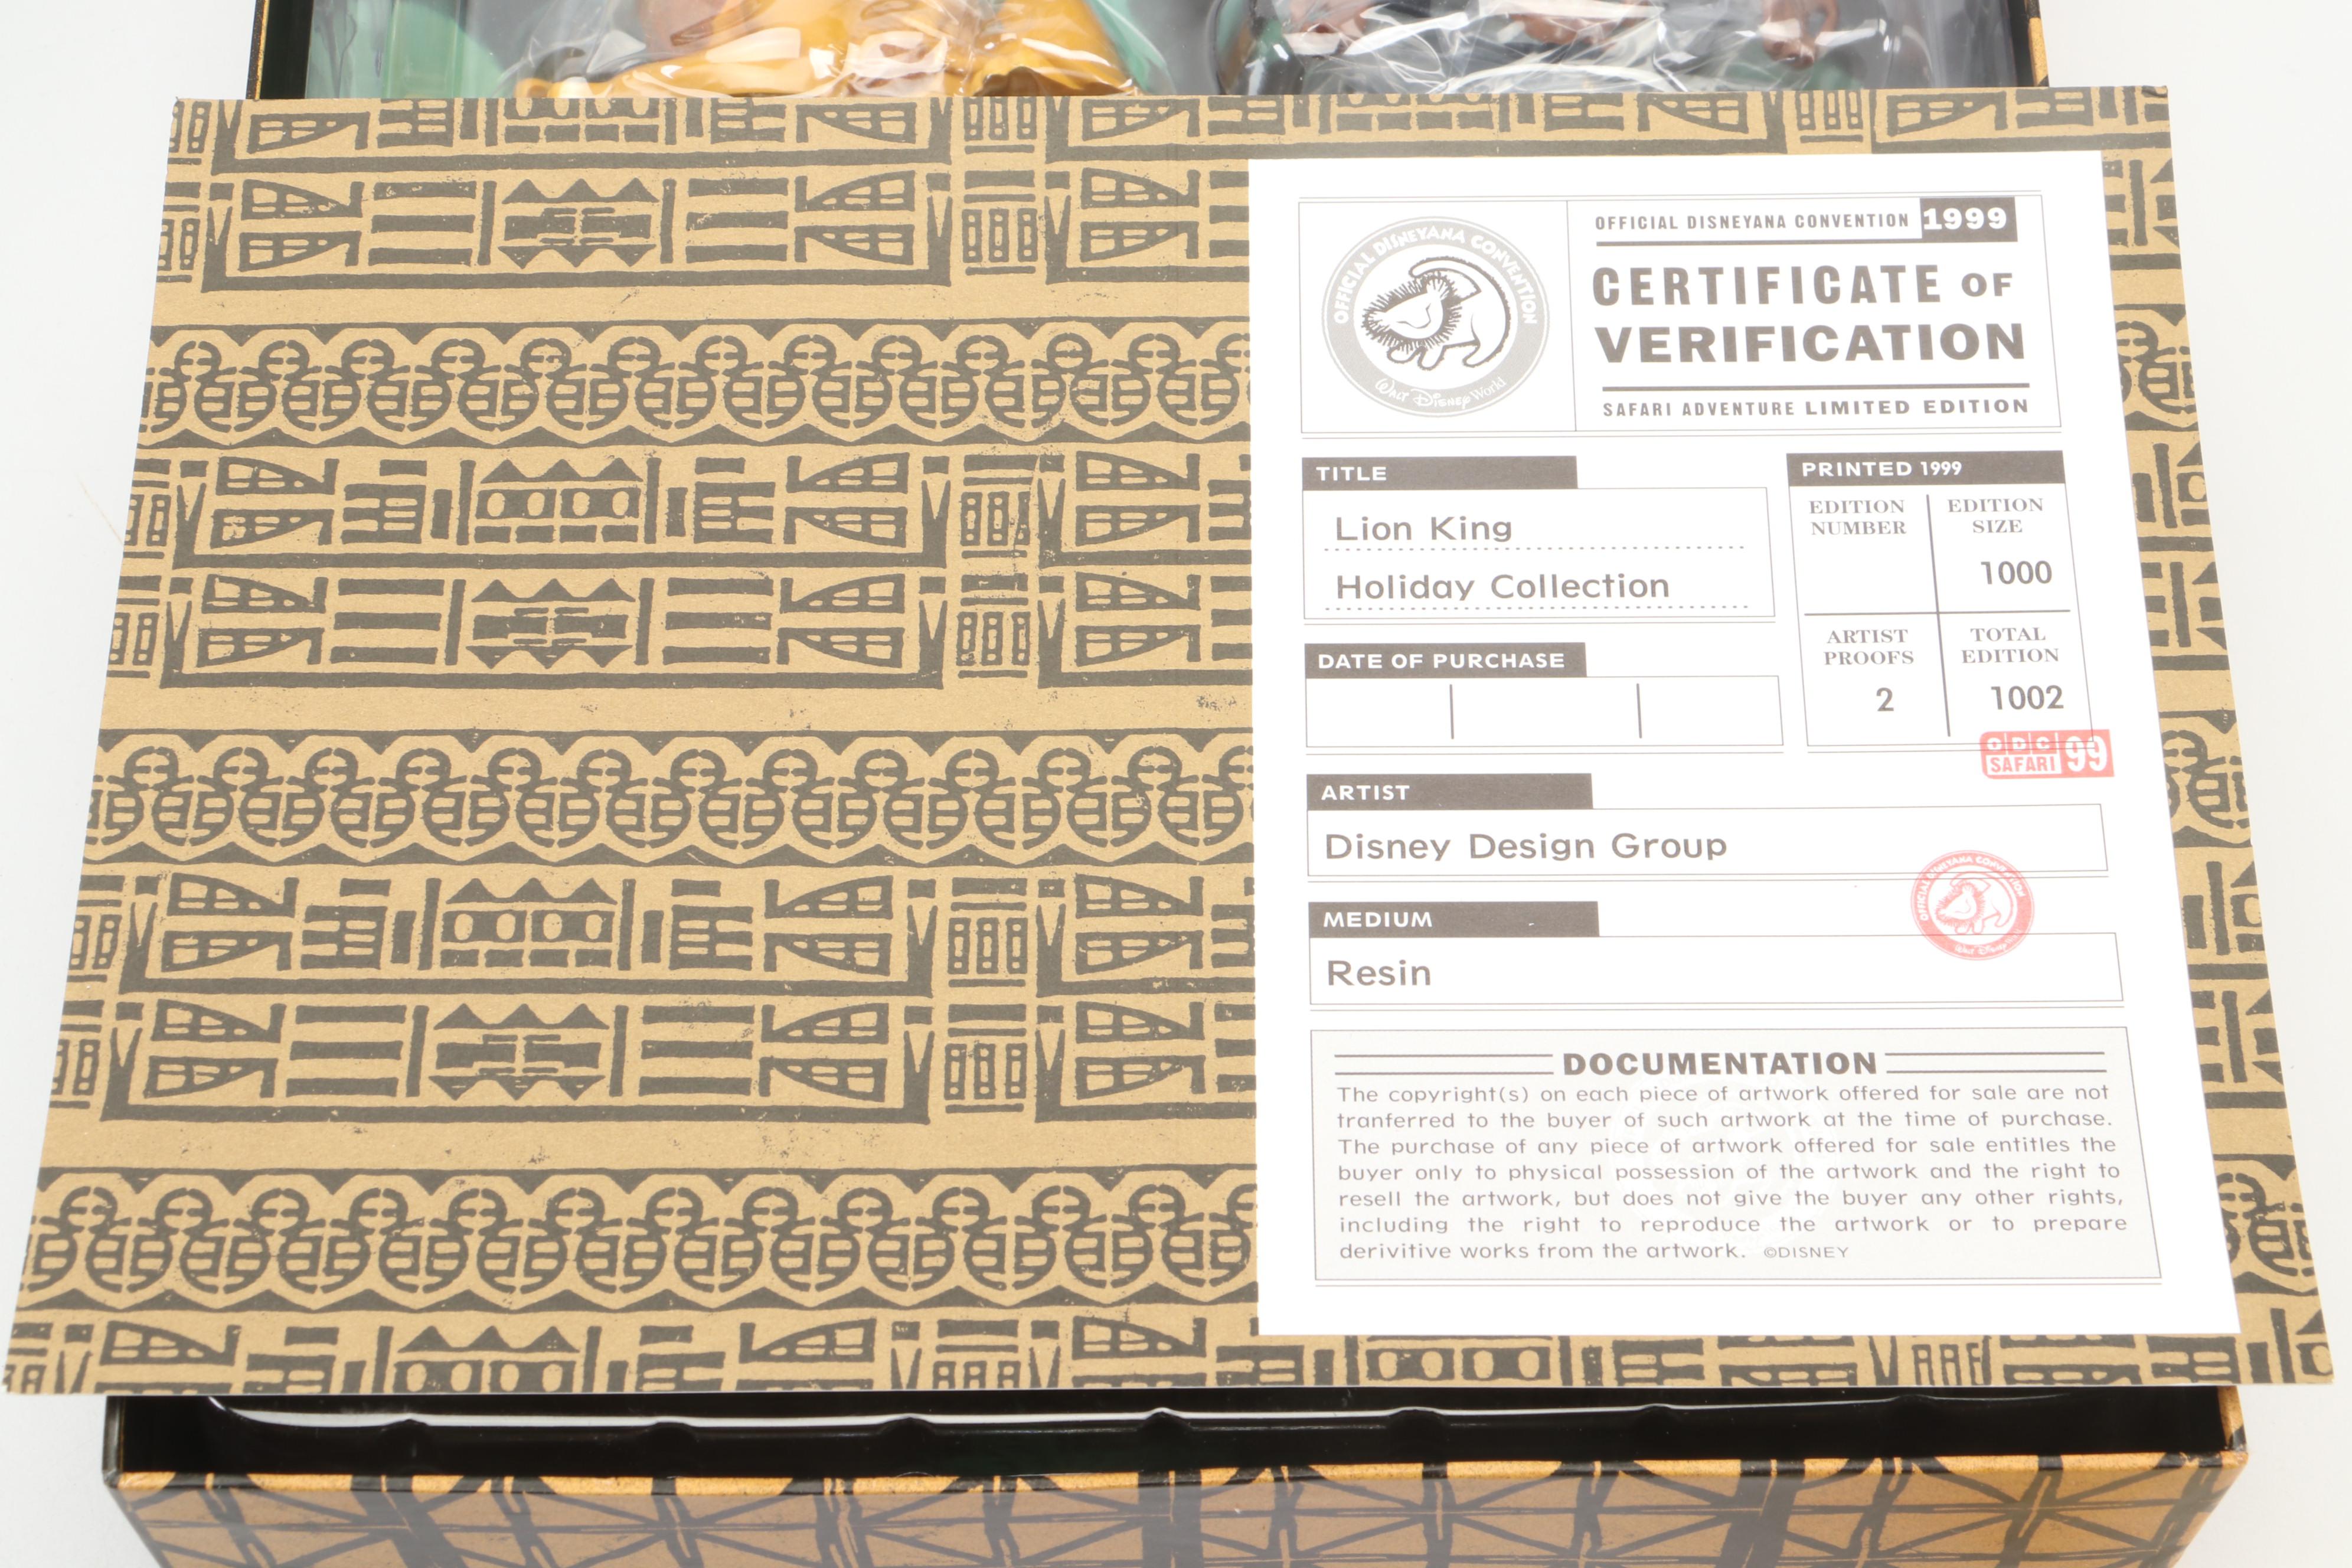 OFFICIAL DISNEYANA CONVENTION
Walt Disney World
OFFICIAL DISNEYANA CONVENTION 1999
CERTIFICATE OF
VERIFICATION
SAFARI ADVENTURE LIMITED EDITION
TITLE
Lion King
Holiday Collection
PRINTED 1999
EDITION NUMBER
EDITION SIZE
1000
ARTIST PROOFS
2
TOTAL EDITION
1002
DATE OF PURCHASE
ODC
SAFARI 99
ARTIST
Disney Design Group
OFFICIAL DISNEYANA CONVENTION
Walt Disney
MEDIUM
Resin
DOCUMENTATION
The copyright(s) on each piece of artwork offered for sale are not
tranferred to the buyer of such artwork at the time of purchase.
The purchase of any piece of artwork offered for sale entitles the
buyer only to physical possession of the artwork and the right to
resell the artwork, but does not give the buyer any other rights,
including the right to reproduce the artwork or to prepare
derivitive works from the artwork. ©DISNEY